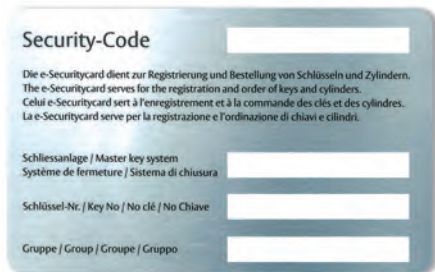 Security-Code
Die e-Securitycard dient zur Registrierung und Bestellung von Schlüsseln und Zylindern.
The e-Securitycard serves for the registration and order of keys and cylinders.
Celui e-Securitycard sert à l'enregistrement et à la commande des clés et des cylindres.
La e-Securitycard serve per la registrazione e l'ordinazione di chiavi e cilindri.
Schliessanlage / Master key system
Système de fermeture / Sistema di chiusura
Schlüssel-Nr. / Key No / No clé / No Chiave
Gruppe / Group / Groupe / Gruppo